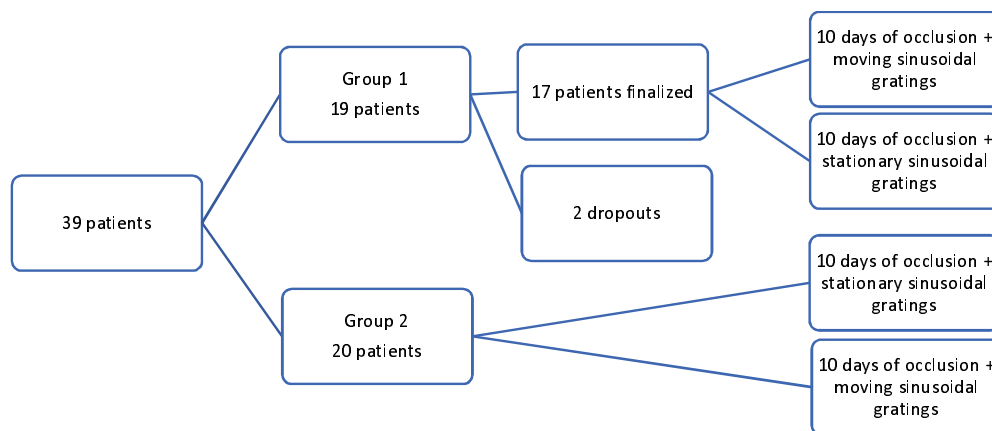 39 patients
Group 1
19 patients
17 patients finalized
2 dropouts
10 days of occlusion +
moving sinusoidal
gratings
10 days of occlusion +
stationary sinusoidal
gratings
Group 2
20 patients
10 days of occlusion +
stationary sinusoidal
gratings
10 days of occlusion +
moving sinusoidal
gratings